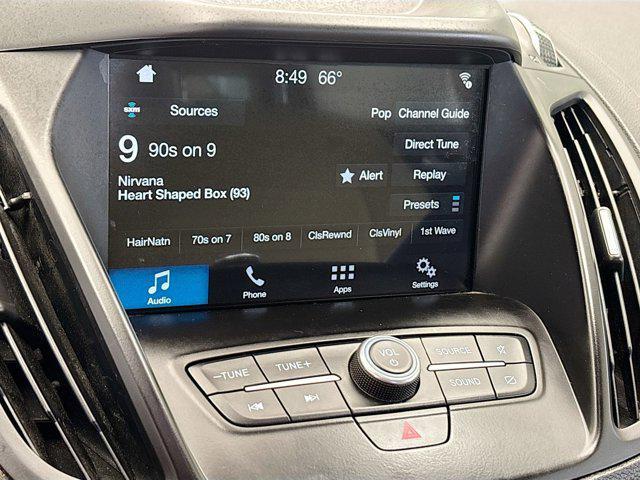 8:49 66°
sxm Sources
Pop Channel Guide
9 90s on 9
Direct Tune
Nirvana
Alert
Replay
Heart Shaped Box (93)
Presets
HairNatn 70s on 7 80s on 8 ClsRewnd ClsVinyl 1st Wave
Audio Phone Apps Settings
VOL
−TUNE TUNE+ SOURCE
SOUND